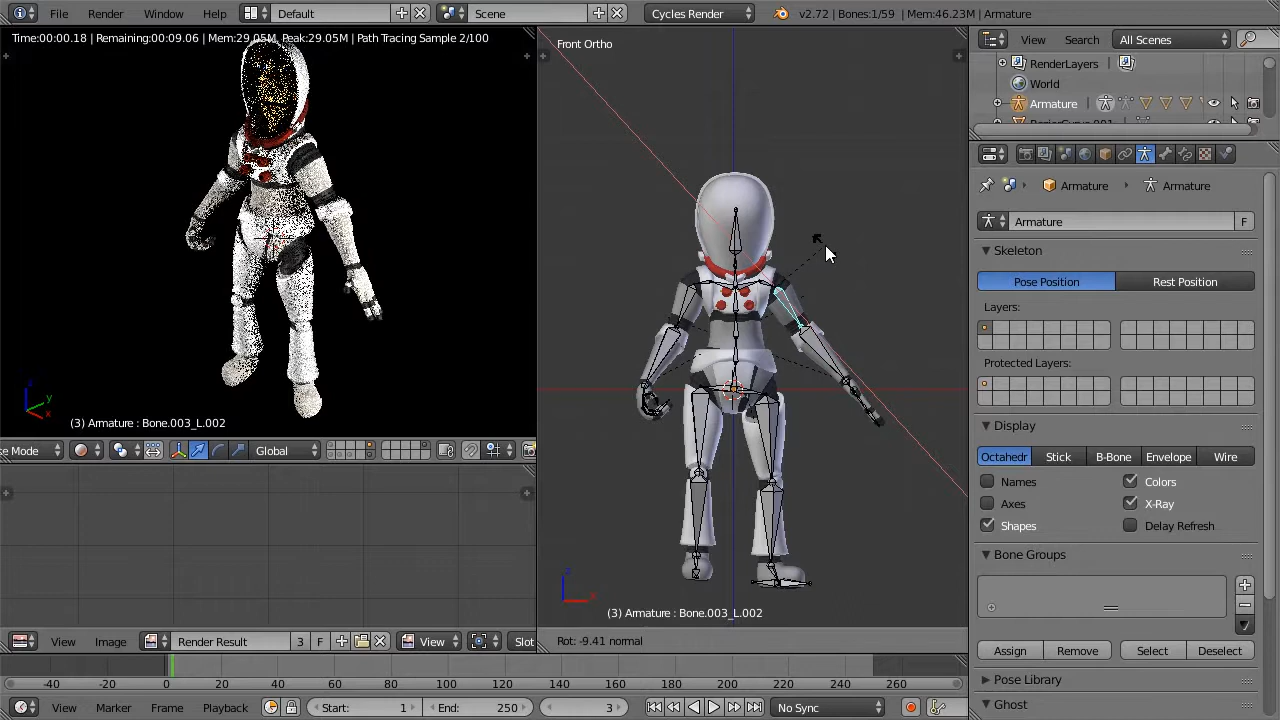 File Render Window Help Default Scene Cycles Render v2.72 | Bones:1/59 | Mem:46.23M | Armature
Time:00:00.18 | Remaining:00:09.06 | Mem:29.05M, Peak:29.05M | Path Tracing Sample 2/100
Front Ortho
View Search All Scenes
RenderLayers
World
Armature
Armature Armature
Armature F
Skeleton
Pose Position Rest Position
Layers:
Protected Layers:
Display
Octahedr Stick B-Bone Envelope Wire
Names Colors
Axes X-Ray
Shapes Delay Refresh
Bone Groups
Assign Remove Select Deselect
Pose Library
Ghost
z
y
x
(3) Armature : Bone.003_L.002
se Mode Global
z
x
(3) Armature : Bone.003_L.002
Rot: -9.41 normal
View Image Render Result 3 F View Slot
-40 -20 0 20 40 60 80 100 120 140 160 180 200 220 240 260
View Marker Frame Playback Start: 1 End: 250 3 No Sync